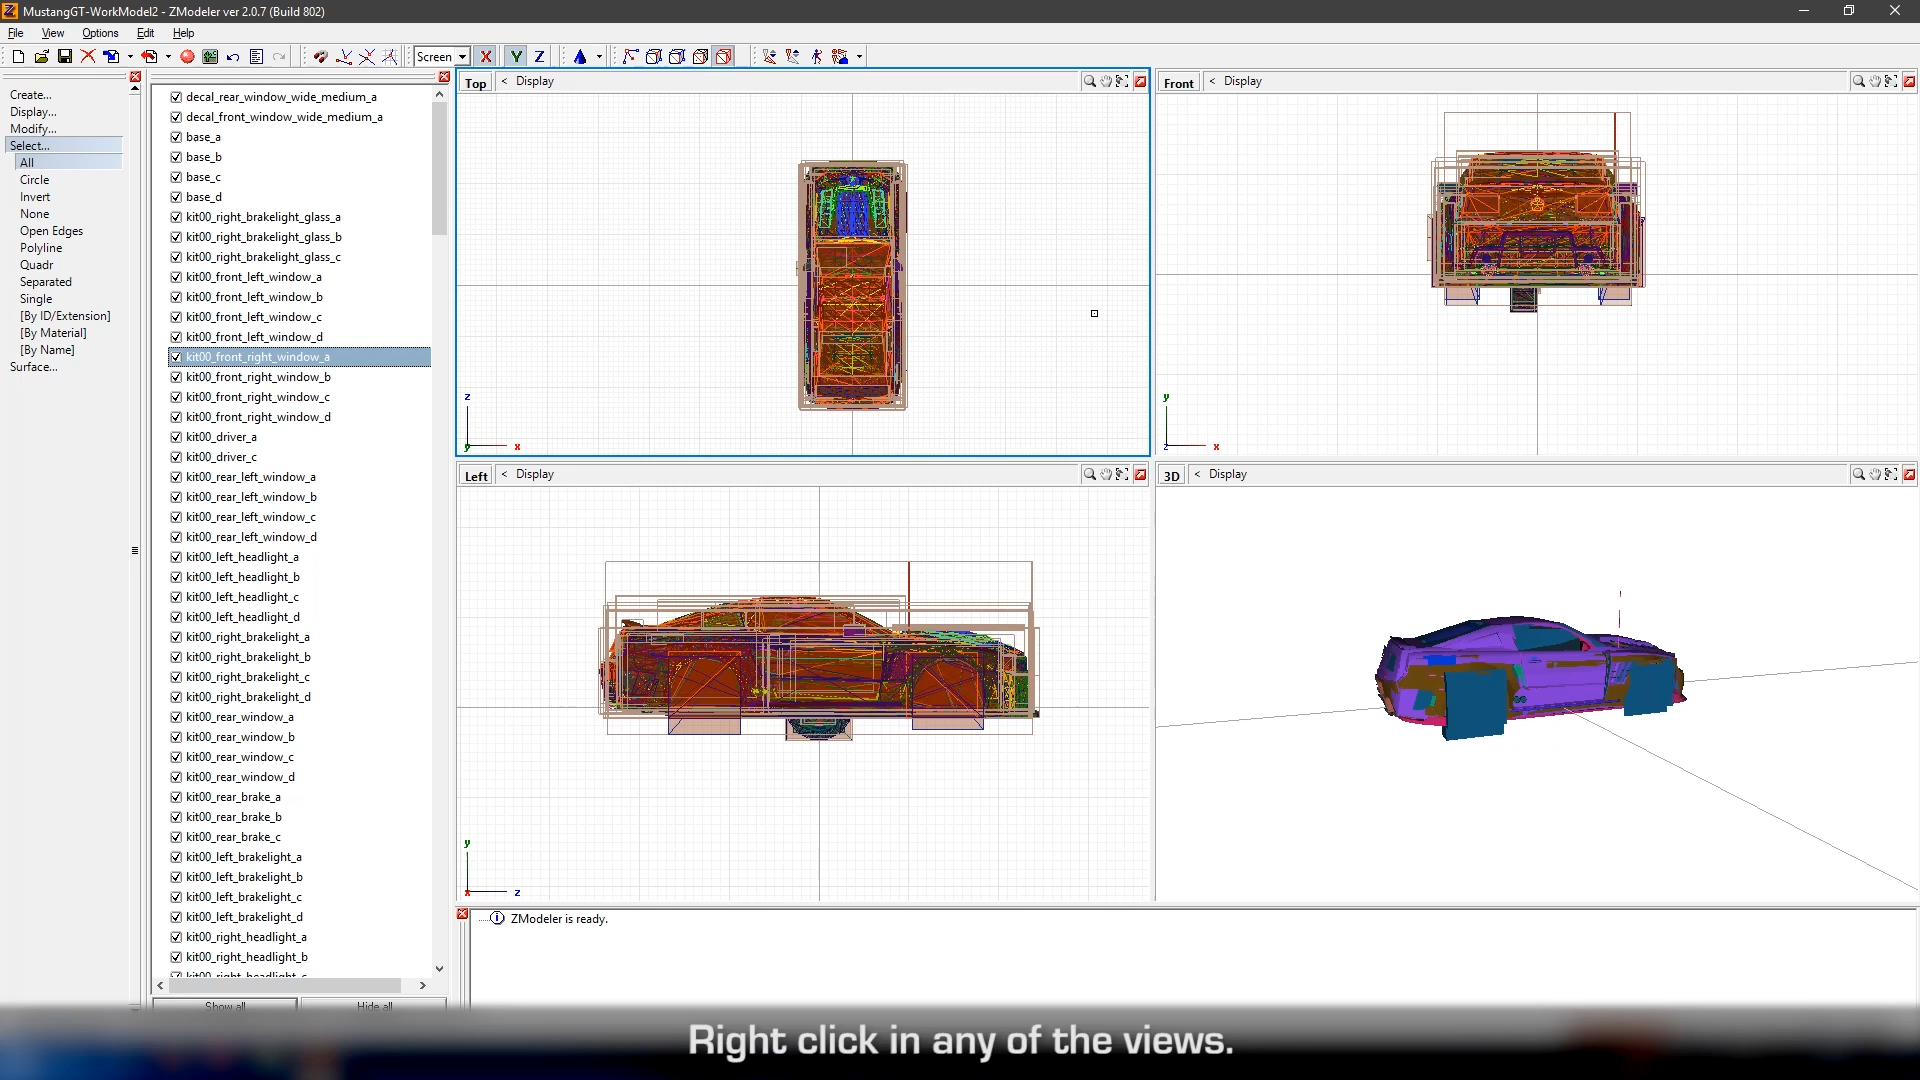 MustangGT-WorkModel2 - ZModeler ver 2.0.7 (Build 802)
File View Options Edit Help
Screen X Y Z
Create...
Display...
Modify...
Select...
All
Circle
Invert
None
Open Edges
Polyline
Quadr
Separated
Single
[By ID/Extension]
[By Material]
[By Name]
Surface...
decal_rear_window_wide_medium_a
decal_front_window_wide_medium_a
base_a
base_b
base_c
base_d
kit00_right_brakelight_glass_a
kit00_right_brakelight_glass_b
kit00_right_brakelight_glass_c
kit00_front_left_window_a
kit00_front_left_window_b
kit00_front_left_window_c
kit00_front_left_window_d
kit00_front_right_window_a
kit00_front_right_window_b
kit00_front_right_window_c
kit00_front_right_window_d
kit00_driver_a
kit00_driver_c
kit00_rear_left_window_a
kit00_rear_left_window_b
kit00_rear_left_window_c
kit00_rear_left_window_d
kit00_left_headlight_a
kit00_left_headlight_b
kit00_left_headlight_c
kit00_left_headlight_d
kit00_right_brakelight_a
kit00_right_brakelight_b
kit00_right_brakelight_c
kit00_right_brakelight_d
kit00_rear_window_a
kit00_rear_window_b
kit00_rear_window_c
kit00_rear_window_d
kit00_rear_brake_a
kit00_rear_brake_b
kit00_rear_brake_c
kit00_left_brakelight_a
kit00_left_brakelight_b
kit00_left_brakelight_c
kit00_left_brakelight_d
kit00_right_headlight_a
kit00_right_headlight_b
kit00_right_headlight_c
Show all Hide all
Top < Display
z
y x
Front < Display
y
z x
Left < Display
y
x z
3D < Display
ZModeler is ready.
Right click in any of the views.